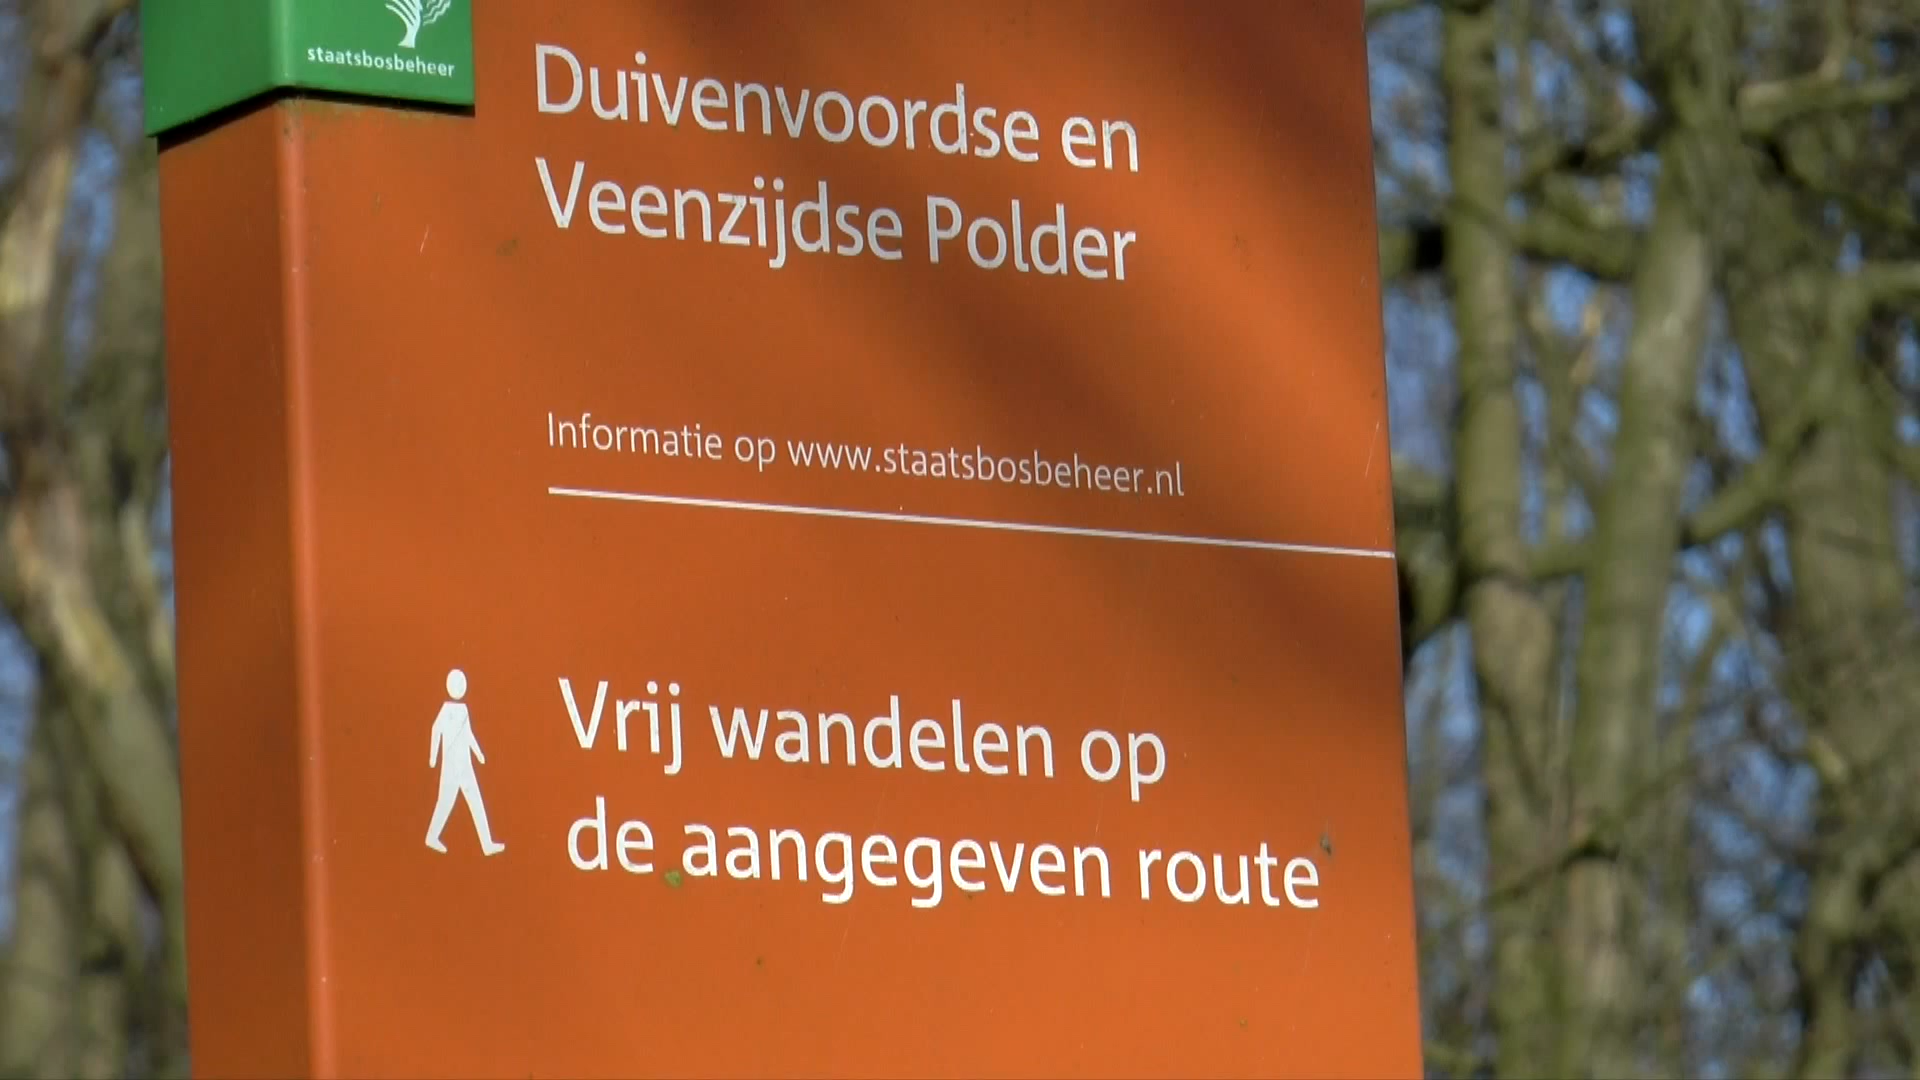 staatsbosbeheer
Duivenvoordse en
Veenzijdse Polder
Informatie op www.staatsbosbeheer.nl
Vrij wandelen op
de aangegeven route